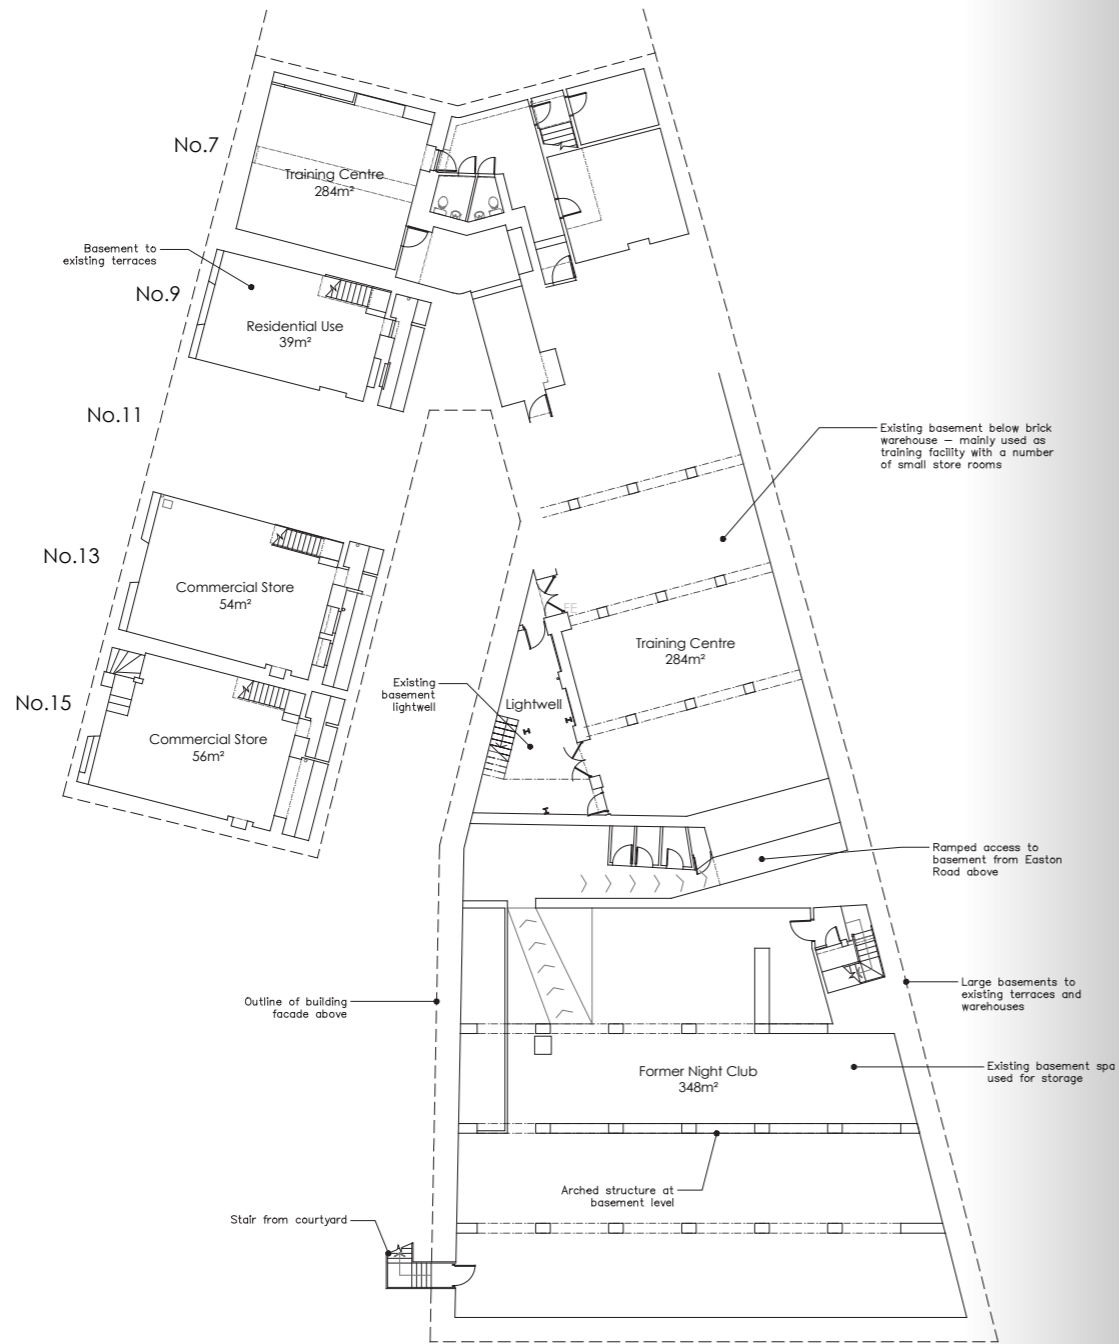 No.7
Training Centre
284m²
Basement to
existing terraces
No.9
Residential Use
39m²
No.11
Existing basement below brick
warehouse – mainly used as
training facility with a number
of small store rooms
No.13
Commercial Store
54m²
FF
Training Centre
284m²
Existing
basement
lightwell
Lightwell
No.15
Commercial Store
56m²
Ramped access to
basement from Easton
Road above
Outline of building
facade above
Large basements to
existing terraces and
warehouses
Former Night Club
348m²
Existing basement spa
used for storage
Arched structure at
basement level
Stair from courtyard